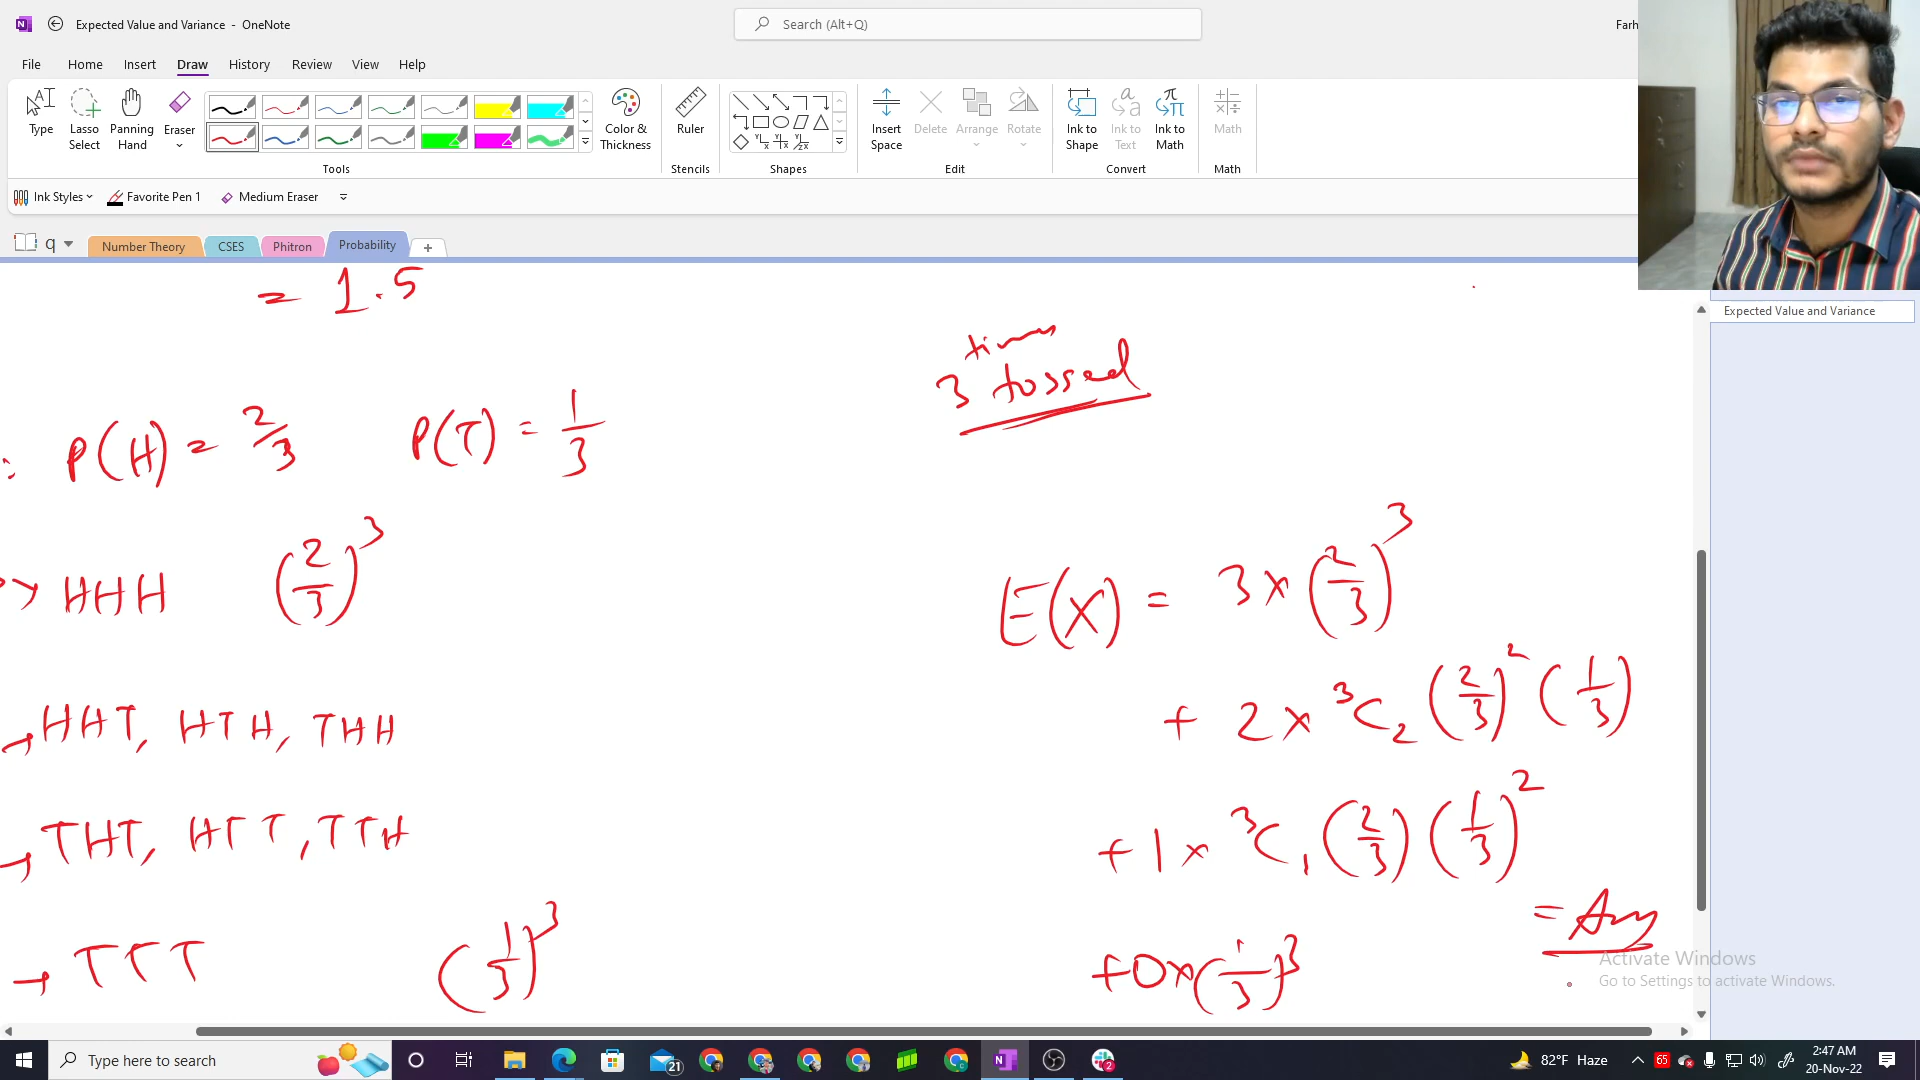 Expected Value and Variance - OneNote
Search (Alt+Q)
Farh
File Home Insert Draw History Review View Help
Type
Lasso Select
Panning Hand
Eraser
Color & Thickness
Ruler
Insert Space
Delete
Arrange
Rotate
Ink to Shape
Ink to Text
Ink to Math
Math
Tools Stencils Shapes Edit Convert Math
Ink Styles Favorite Pen 1 Medium Eraser
q Number Theory CSES Phitron Probability +
Expected Value and Variance
= 1.5
times
3 tossed
P(H) = 2/3 P(T) = 1/3
HHH (2/3)^3
E(X) = 3 x (2/3)^3
→ HHT, HTH, THH
+ 2 x ³C₂ (2/3)^2 (1/3)
→ THT, HTT, TTH
+ 1 x ³C₁ (2/3) (1/3)^2
= Ans
→ TTT (1/3)^3
+ 0 x (1/3)^3
Activate Windows
Go to Settings to activate Windows.
Type here to search
21
2
82°F Haze
65
2:47 AM
20-Nov-22